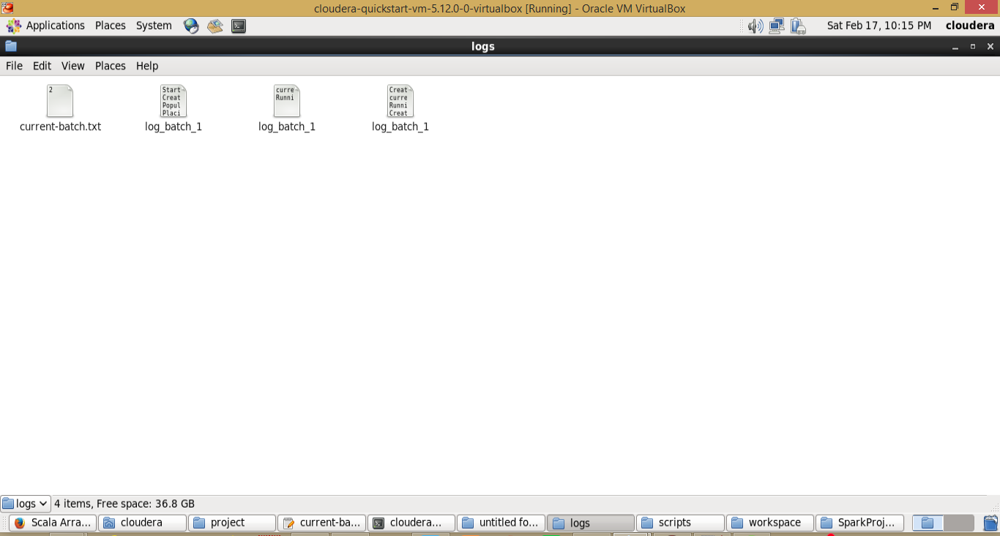 cloudera-quickstart-vm-5.12.0-0-virtualbox [Running] - Oracle VM VirtualBox
Applications Places System Sat Feb 17, 10:15 PM cloudera
logs
File Edit View Places Help
2
current-batch.txt
Start
Creat
Popul
Placi
log_batch_1
curre
Runni
log_batch_1
Creat
curre
Runni
Creat
log_batch_1
logs 4 items, Free space: 36.8 GB
Scala Arra... cloudera project current-ba... cloudera... untitled fo... logs scripts workspace SparkProj...